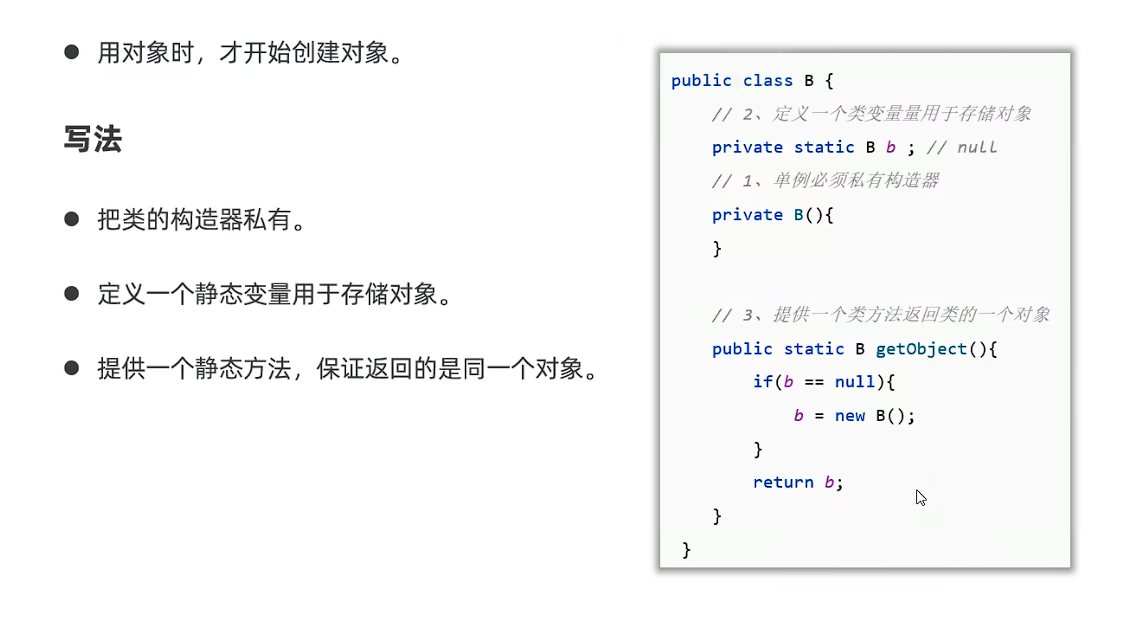 用对象时，才开始创建对象。
写法
把类的构造器私有。
定义一个静态变量用于存储对象。
提供一个静态方法，保证返回的是同一个对象。
public class B {
// 2、定义一个类变量量用于存储对象
private static B b ; // null
// 1、单例必须私有构造器
private B(){
}
// 3、提供一个类方法返回类的一个对象
public static B getObject(){
if(b == null){
b = new B();
}
return b;
}
}